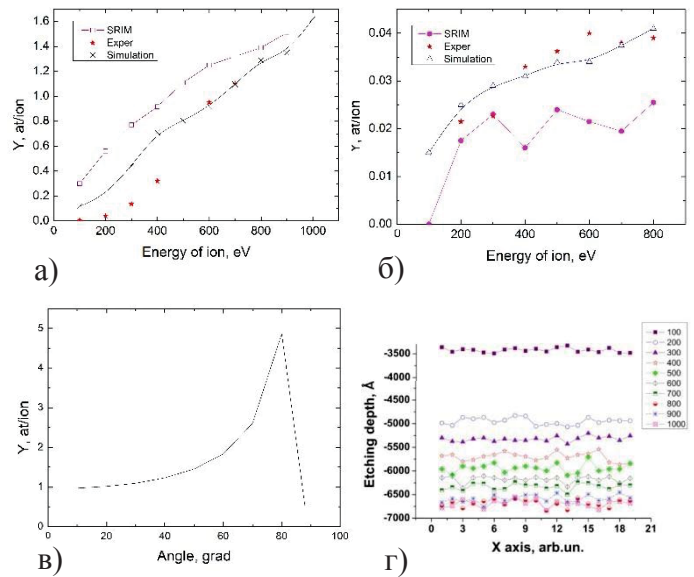 SRIM
Exper
Simulation
Y, at/ion
1.8
1.6
1.4
1.2
1.0
0.8
0.6
0.4
0.2
0.0
200 400 600 800 1000
Energy of ion, eV
а)
SRIM
Exper
Simulation
Y, at/ion
0.04
0.03
0.02
0.01
0.00
200 400 600 800
Energy of ion, eV
б)
Y, at/ion
5
4
3
2
1
0
0 20 40 60 80 100
Angle, grad
в)
100
200
300
400
500
600
700
800
900
1000
Etching depth, Å
-3500
-5000
-5500
-6000
-6500
-7000
0 3 6 9 12 15 18 21
X axis, arb.un.
г)